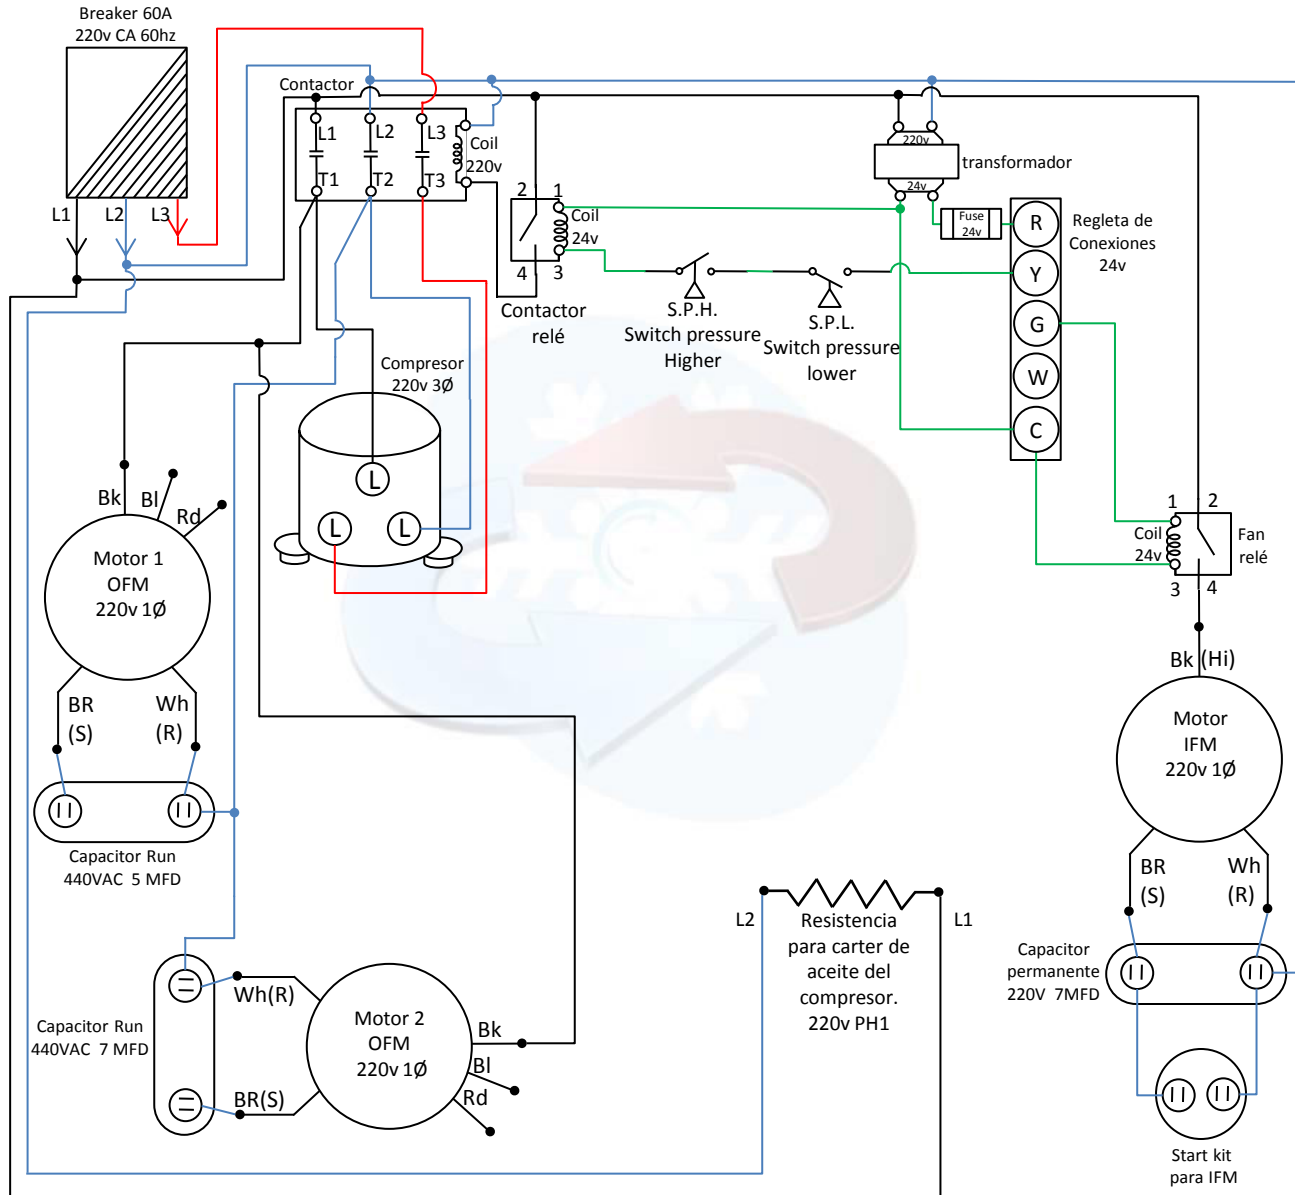 Breaker 60A
220v CA 60hz
L1
L2
L3
Contactor
L1
L2
L3
T1
T2
T3
Coil
220v
220v
transformador
24v
Fuse
24v
R
Y
G
W
C
Regleta de
Conexiones
24v
2
1
Coil
24v
4
3
Contactor
relé
S.P.H.
Switch pressure
Higher
S.P.L.
Switch pressure
lower
Compresor
220v 3Ø
L
L
L
Bk
Bl
Rd
Motor 1
OFM
220v 1Ø
BR
(S)
Wh
(R)
Capacitor Run
440VAC 5 MFD
1
2
Coil
24v
Fan
relé
3
4
Bk (Hi)
Motor
IFM
220v 1Ø
BR
(S)
Wh
(R)
Capacitor
permanente
220V 7MFD
Start kit
para IFM
L2
L1
Resistencia
para carter de
aceite del
compresor.
220v PH1
Capacitor Run
440VAC 7 MFD
Wh(R)
BR(S)
Motor 2
OFM
220v 1Ø
Bk
Bl
Rd